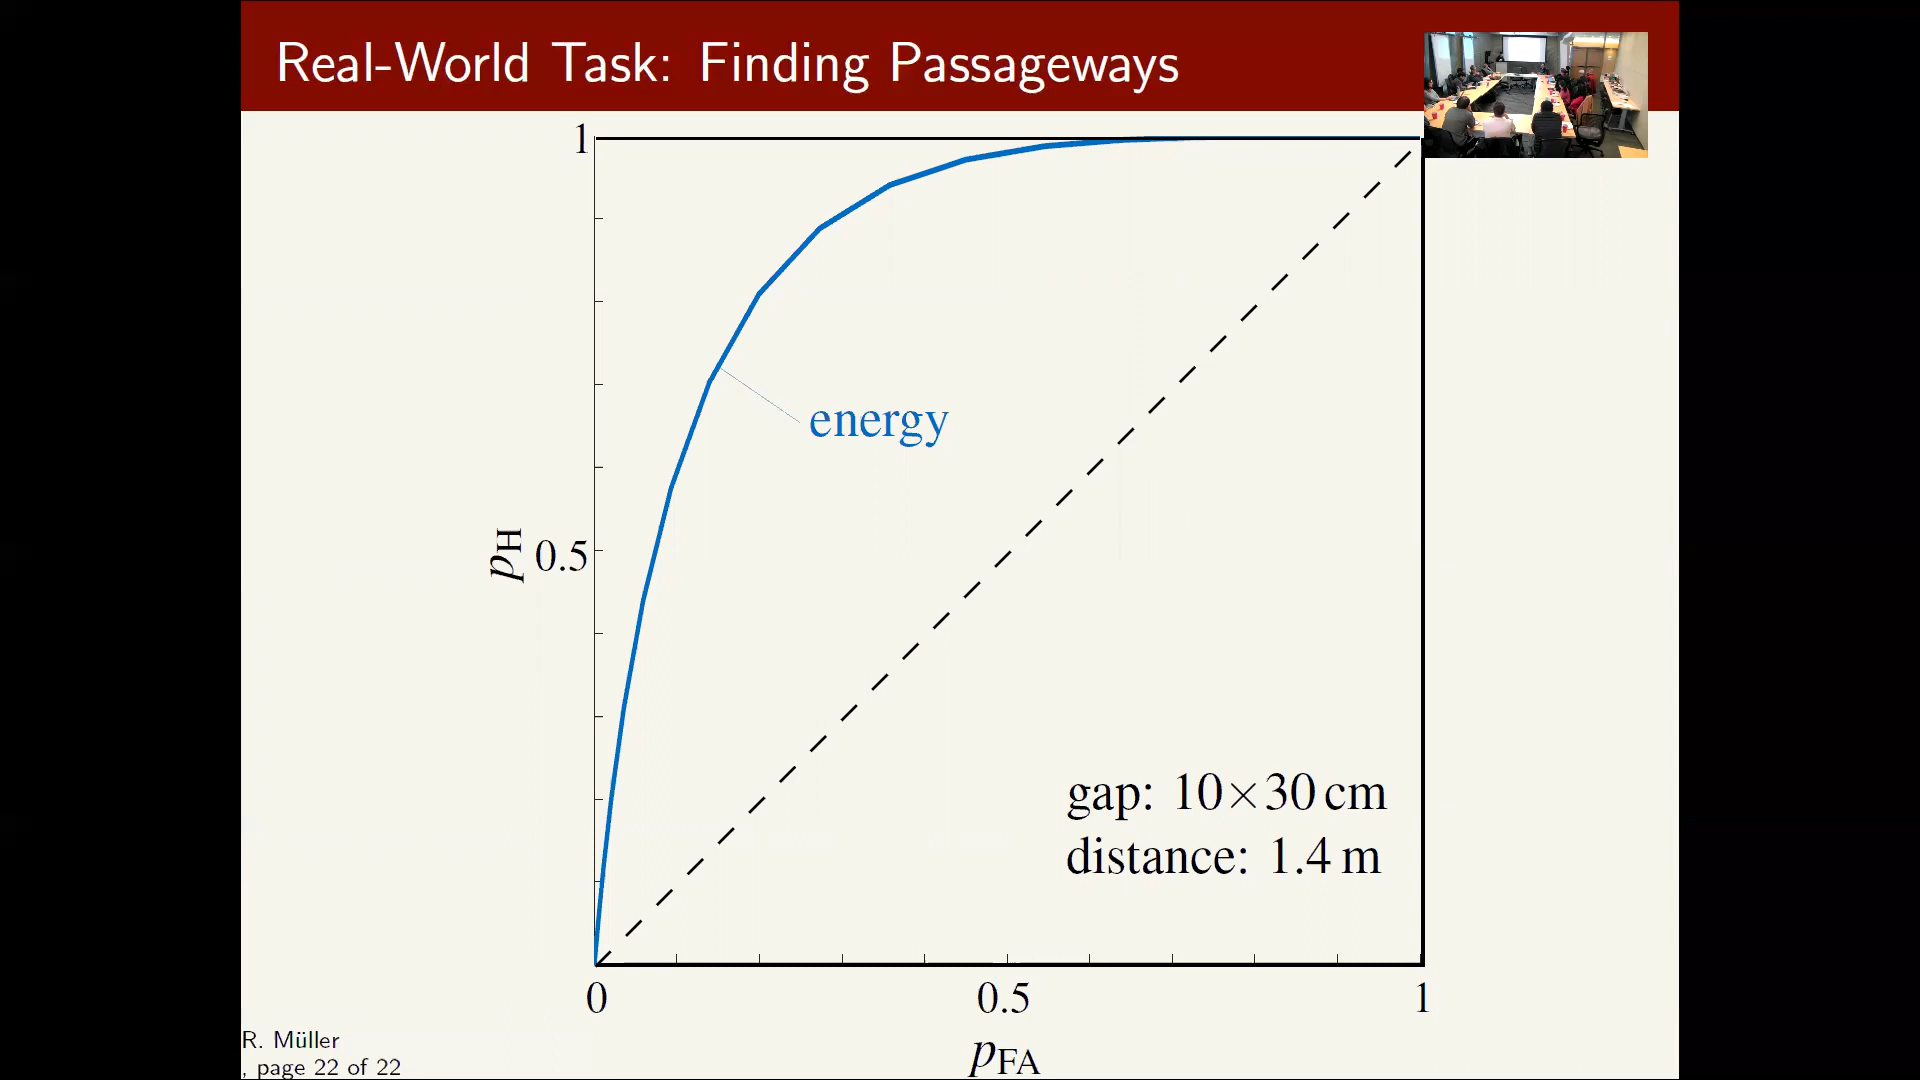 Real-World Task: Finding Passageways
1
energy
pH
0.5
gap: 10×30 cm
distance: 1.4 m
0
0.5
1
pFA
R. Müller
, page 22 of 22